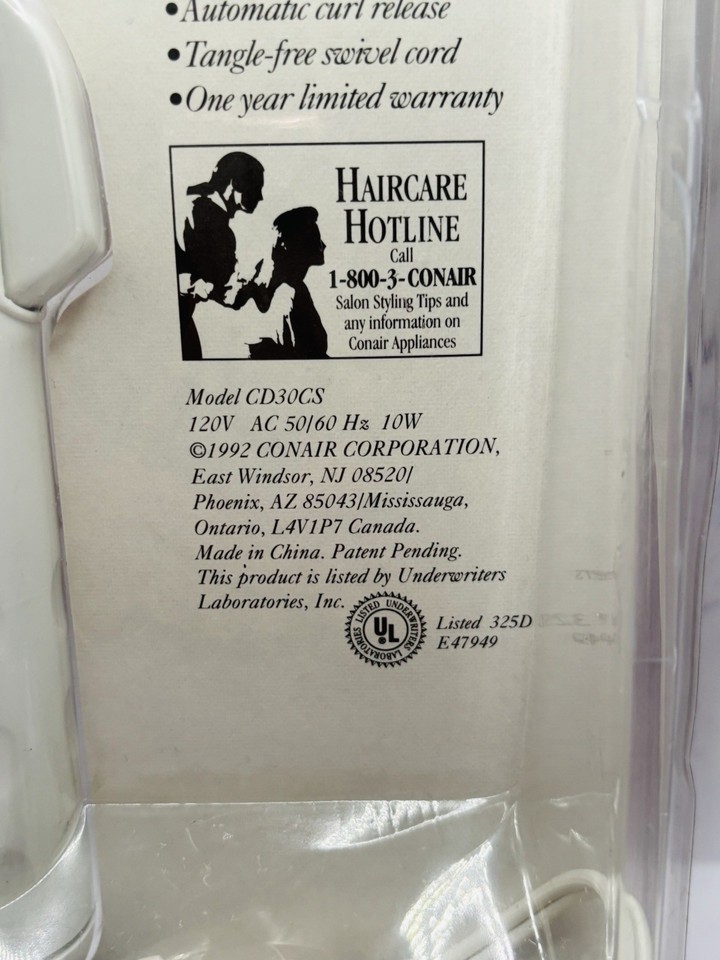 •Automatic curl release
•Tangle-free swivel cord
•One year limited warranty
HAIRCARE
HOTLINE
Call
1-800-3-CONAIR
Salon Styling Tips and
any information on
Conair Appliances
Model CD30CS
120V AC 50/60 Hz 10W
©1992 CONAIR CORPORATION,
East Windsor, NJ 08520/
Phoenix, AZ 85043/Mississauga,
Ontario, L4V1P7 Canada.
Made in China. Patent Pending.
This product is listed by Underwriters
Laboratories, Inc.
LISTED UNDERWRITERS LABORATORIES
UL
Listed 325D
E47949